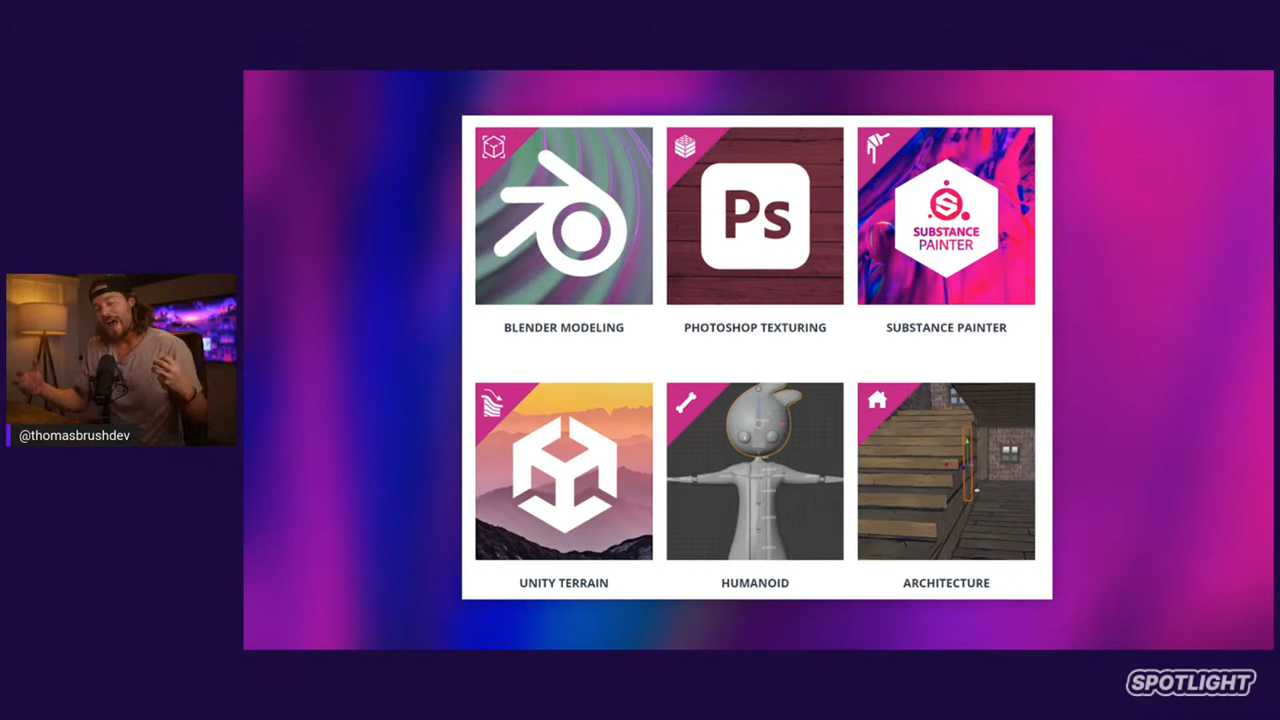 Ps
SUBSTANCE
PAINTER
BLENDER MODELING
PHOTOSHOP TEXTURING
SUBSTANCE PAINTER
@thomasbrushdev
UNITY TERRAIN
HUMANOID
ARCHITECTURE
SPOTLIGHT